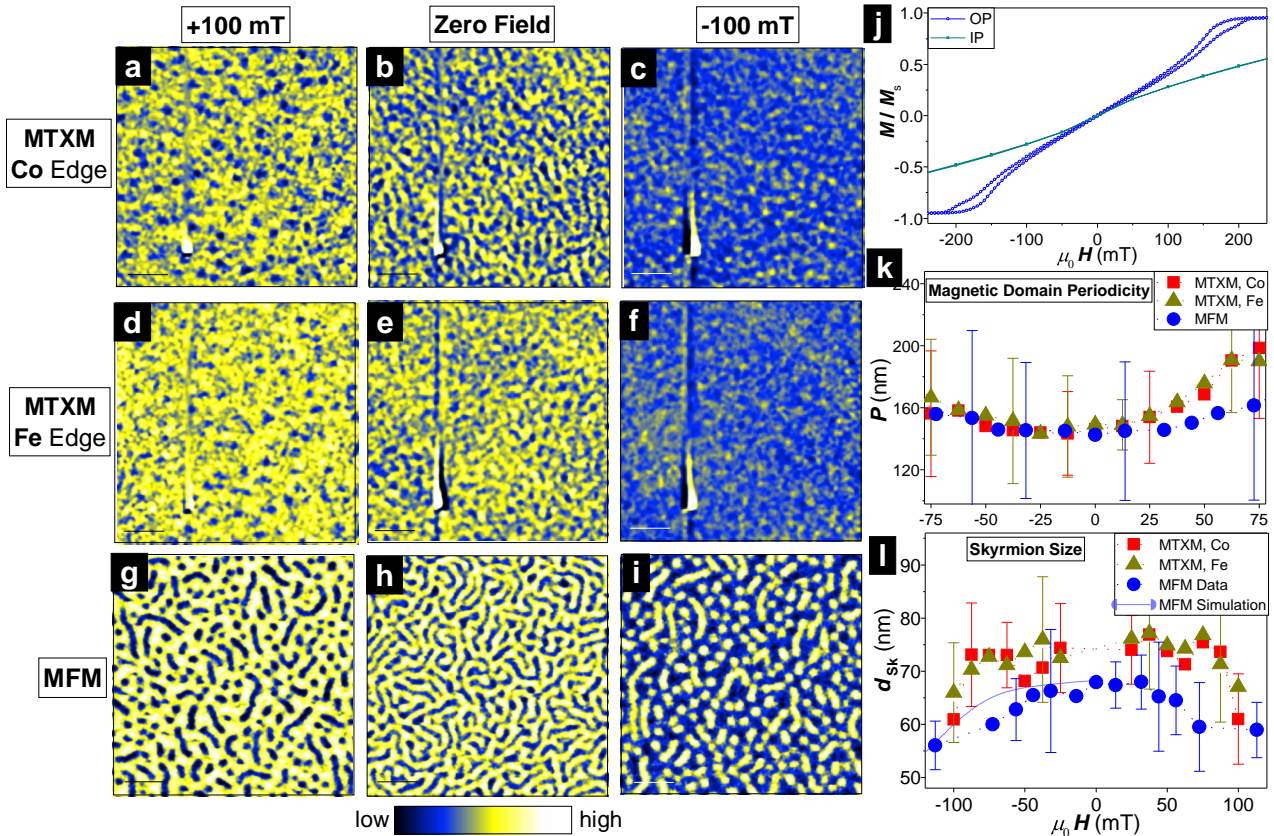 +100 mT
Zero Field
-100 mT
MTXM
Co Edge
MTXM
Fe Edge
MFM
a
b
c
d
e
f
g
h
i
low
high
j
OP
IP
1.0
0.5
0.0
-0.5
-1.0
M / Ms
-200
-100
0
100
200
μ0 H (mT)
k
Magnetic Domain Periodicity
MTXM, Co
MTXM, Fe
MFM
240
200
160
120
P (nm)
-75
-50
-25
0
25
50
75
l
Skyrmion Size
MTXM, Co
MTXM, Fe
MFM Data
MFM Simulation
90
80
70
60
50
dSk (nm)
-100
-50
0
50
100
μ0 H (mT)